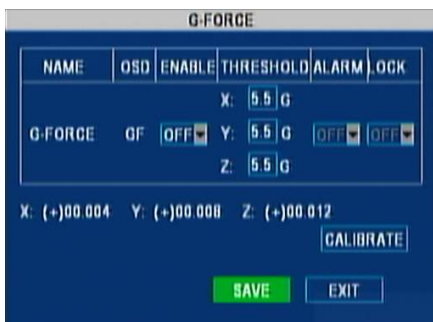 G-FORCE
NAME OSD ENABLE THRESHOLD ALARM LOCK
X: 5.5 G
G-FORCE GF OFF Y: 5.5 G OFF OFF
Z: 5.5 G
X: (+)00.004 Y: (+)00.008 Z: (+)00.012
CALIBRATE
SAVE EXIT